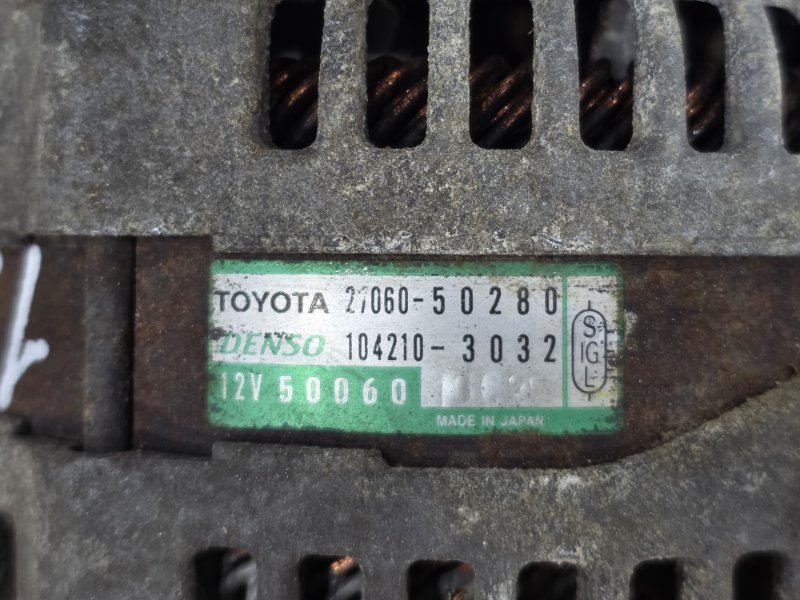 TOYOTA 27060-50280
DENSO 104210-3032
12V 50060
MADE IN JAPAN
S
IG
L